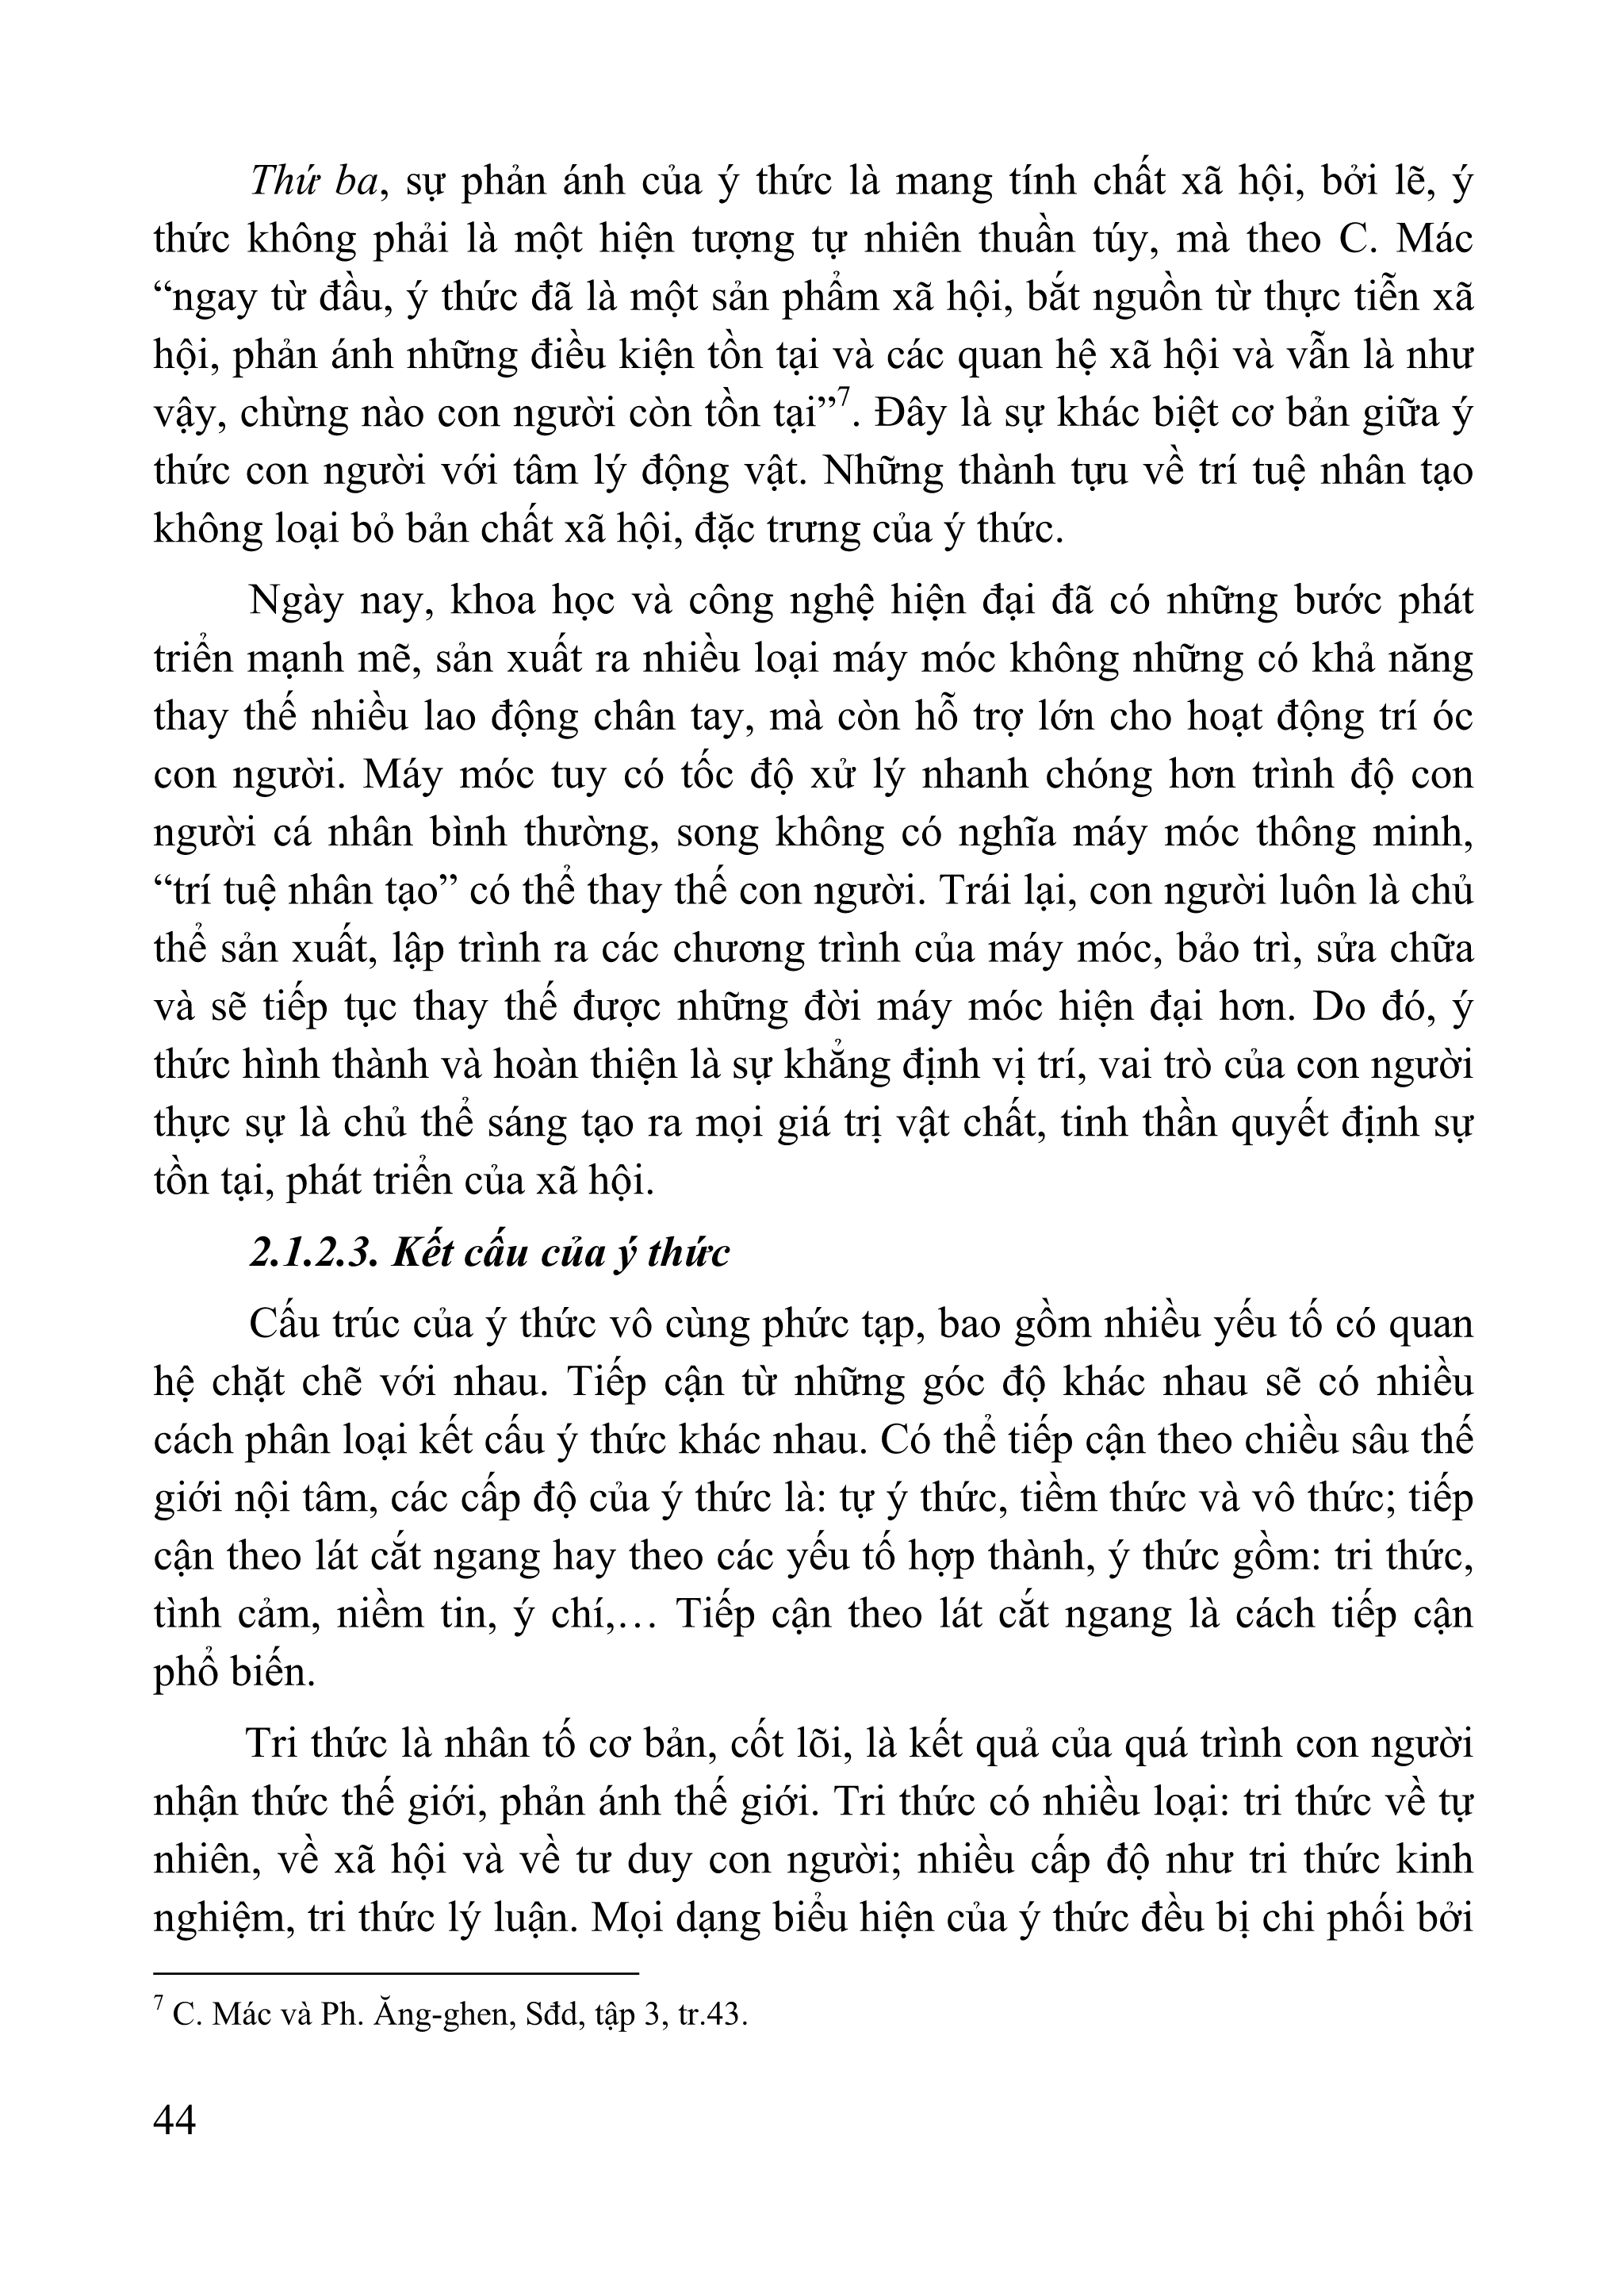 Thứ ba, sự phản ánh của ý thức là mang tính chất xã hội, bởi lẽ, ý
thức không phải là một hiện tượng tự nhiên thuần túy, mà theo C. Mác
“ngay từ đầu, ý thức đã là một sản phẩm xã hội, bắt nguồn từ thực tiễn xã
hội, phản ánh những điều kiện tồn tại và các quan hệ xã hội và vẫn là như
vậy, chừng nào con người còn tồn tại”7. Đây là sự khác biệt cơ bản giữa ý
thức con người với tâm lý động vật. Những thành tựu về trí tuệ nhân tạo
không loại bỏ bản chất xã hội, đặc trưng của ý thức.
Ngày nay, khoa học và công nghệ hiện đại đã có những bước phát
triển mạnh mẽ, sản xuất ra nhiều loại máy móc không những có khả năng
thay thế nhiều lao động chân tay, mà còn hỗ trợ lớn cho hoạt động trí óc
con người. Máy móc tuy có tốc độ xử lý nhanh chóng hơn trình độ con
người cá nhân bình thường, song không có nghĩa máy móc thông minh,
“trí tuệ nhân tạo” có thể thay thế con người. Trái lại, con người luôn là chủ
thể sản xuất, lập trình ra các chương trình của máy móc, bảo trì, sửa chữa
và sẽ tiếp tục thay thế được những đời máy móc hiện đại hơn. Do đó, ý
thức hình thành và hoàn thiện là sự khẳng định vị trí, vai trò của con người
thực sự là chủ thể sáng tạo ra mọi giá trị vật chất, tinh thần quyết định sự
tồn tại, phát triển của xã hội.
2.1.2.3. Kết cấu của ý thức
Cấu trúc của ý thức vô cùng phức tạp, bao gồm nhiều yếu tố có quan
hệ chặt chẽ với nhau. Tiếp cận từ những góc độ khác nhau sẽ có nhiều
cách phân loại kết cấu ý thức khác nhau. Có thể tiếp cận theo chiều sâu thế
giới nội tâm, các cấp độ của ý thức là: tự ý thức, tiềm thức và vô thức; tiếp
cận theo lát cắt ngang hay theo các yếu tố hợp thành, ý thức gồm: tri thức,
tình cảm, niềm tin, ý chí,… Tiếp cận theo lát cắt ngang là cách tiếp cận
phổ biến.
Tri thức là nhân tố cơ bản, cốt lõi, là kết quả của quá trình con người
nhận thức thế giới, phản ánh thế giới. Tri thức có nhiều loại: tri thức về tự
nhiên, về xã hội và về tư duy con người; nhiều cấp độ như tri thức kinh
nghiệm, tri thức lý luận. Mọi dạng biểu hiện của ý thức đều bị chi phối bởi
7 C. Mác và Ph. Ăng-ghen, Sđd, tập 3, tr.43.
44